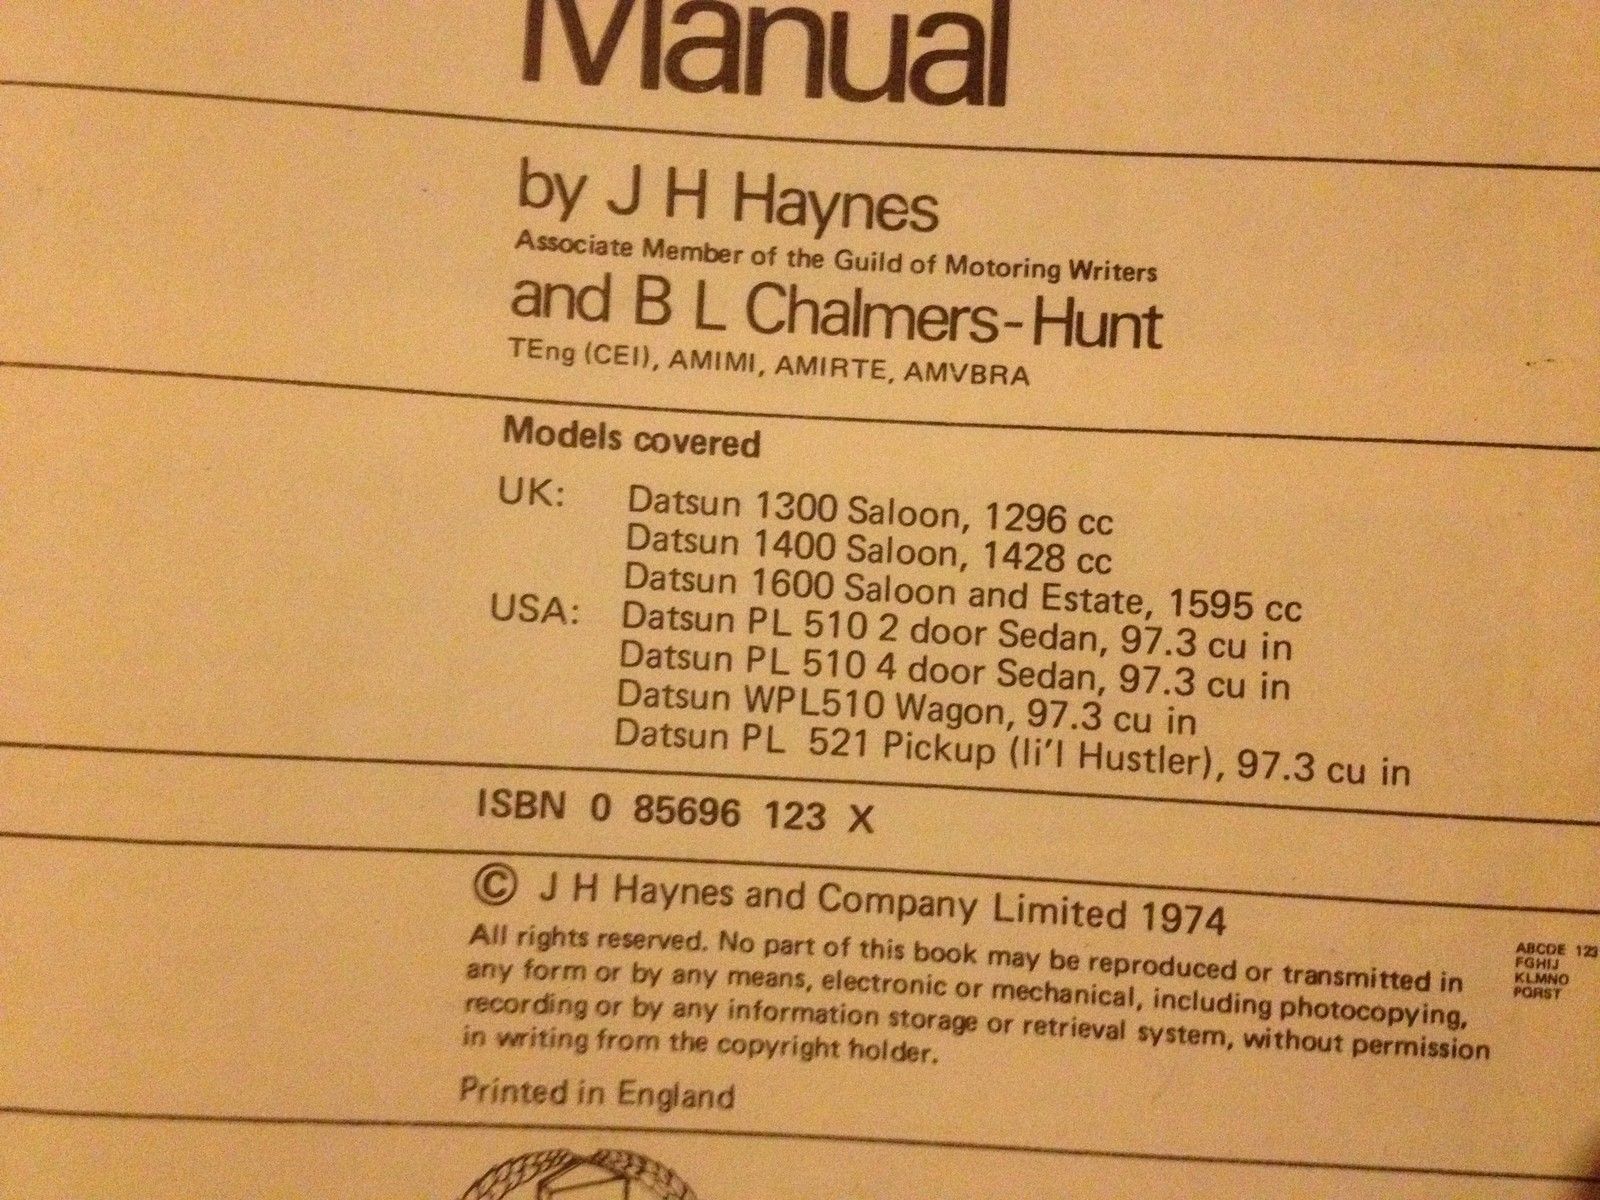 Manual
by J H Haynes
Associate Member of the Guild of Motoring Writers
and B L Chalmers-Hunt
TEng (CEI), AMIMI, AMIRTE, AMVBRA
Models covered
UK: Datsun 1300 Saloon, 1296 cc
Datsun 1400 Saloon, 1428 cc
Datsun 1600 Saloon and Estate, 1595 cc
USA: Datsun PL 510 2 door Sedan, 97.3 cu in
Datsun PL 510 4 door Sedan, 97.3 cu in
Datsun WPL510 Wagon, 97.3 cu in
Datsun PL 521 Pickup (li'l Hustler), 97.3 cu in
ISBN 0 85696 123 X
© J H Haynes and Company Limited 1974
All rights reserved. No part of this book may be reproduced or transmitted in
any form or by any means, electronic or mechanical, including photocopying,
recording or by any information storage or retrieval system, without permission
in writing from the copyright holder.
ABCDE 123
FGHIJ
KLMNO
PQRST
Printed in England